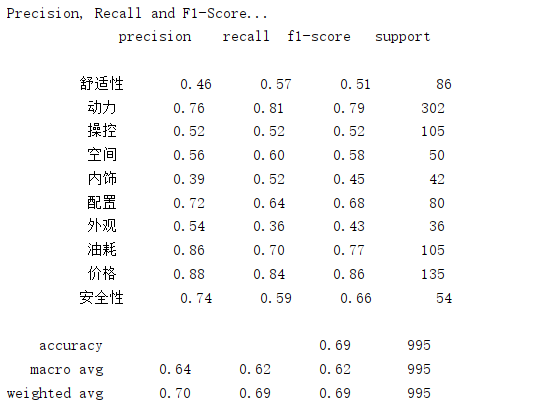 Precision, Recall and F1-Score...
precision recall f1-score support
舒适性 0.46 0.57 0.51 86
动力 0.76 0.81 0.79 302
操控 0.52 0.52 0.52 105
空间 0.56 0.60 0.58 50
内饰 0.39 0.52 0.45 42
配置 0.72 0.64 0.68 80
外观 0.54 0.36 0.43 36
油耗 0.86 0.70 0.77 105
价格 0.88 0.84 0.86 135
安全性 0.74 0.59 0.66 54
accuracy 0.69 995
macro avg 0.64 0.62 0.62 995
weighted avg 0.70 0.69 0.69 995